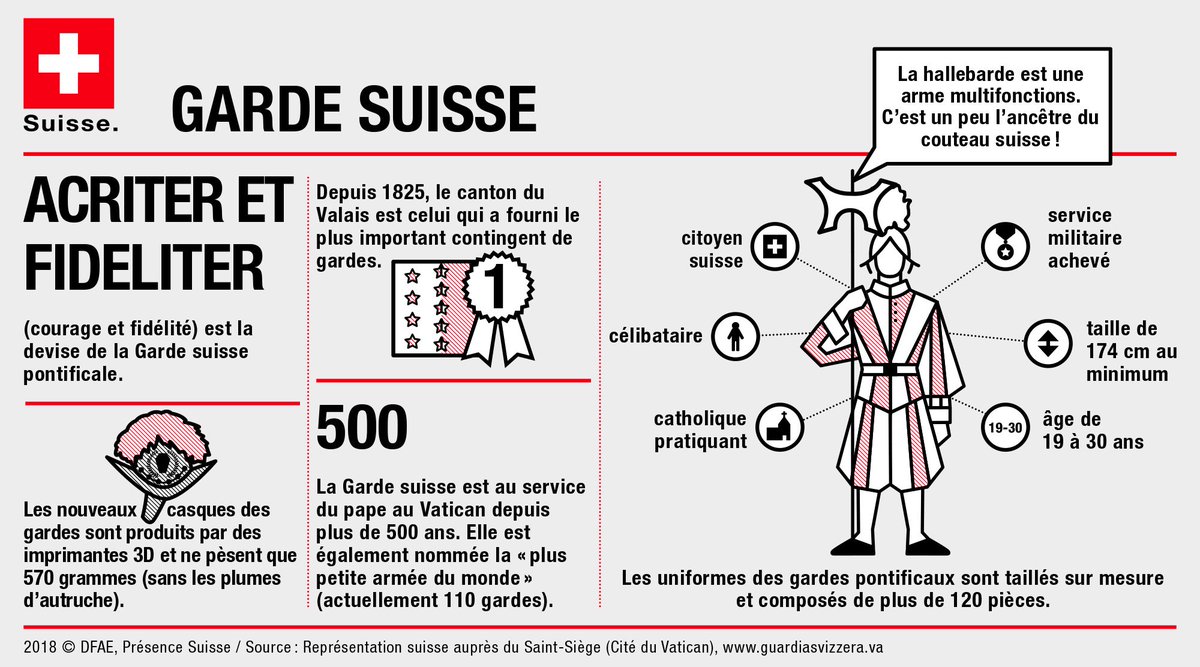 Suisse.
GARDE SUISSE
ACRITER ET
FIDELITER
(courage et fidélité) est la
devise de la Garde suisse
pontificale.
Les nouveaux casques des
gardes sont produits par des
imprimantes 3D et ne pèsent que
570 grammes (sans les plumes
d’autruche).
Depuis 1825, le canton du
Valais est celui qui a fourni le
plus important contingent de
gardes.
1
500
La Garde suisse est au service
du pape au Vatican depuis
plus de 500 ans. Elle est
également nommée la « plus
petite armée du monde »
(actuellement 110 gardes).
La hallebarde est une
arme multifonctions.
C’est un peu l’ancêtre du
couteau suisse !
citoyen
suisse
célibataire
catholique
pratiquant
service
militaire
achevé
taille de
174 cm au
minimum
19-30
âge de
19 à 30 ans
Les uniformes des gardes pontificaux sont taillés sur mesure
et composés de plus de 120 pièces.
2018 © DFAE, Présence Suisse / Source : Représentation suisse auprès du Saint-Siège (Cité du Vatican), www.guardiasvizzera.va